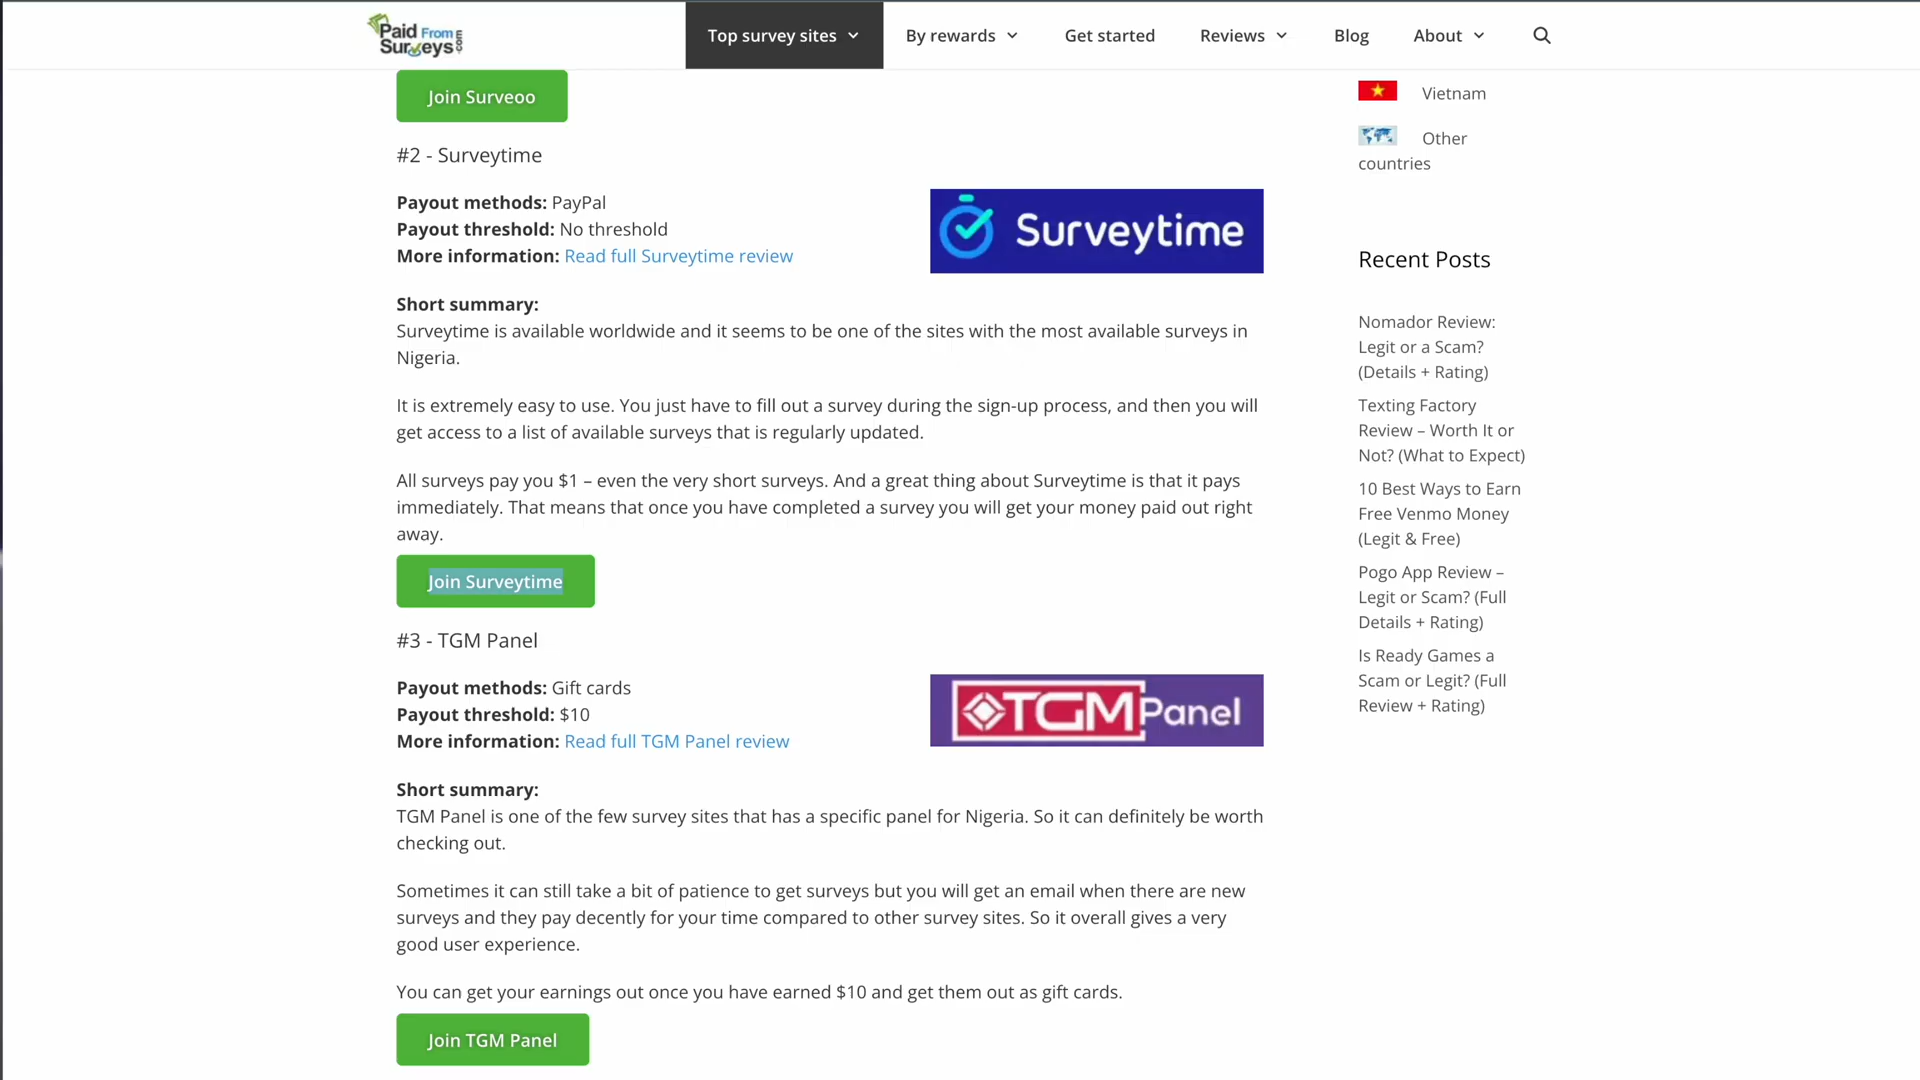 Paid From
Surveys.com
Top survey sites
By rewards
Get started
Reviews
Blog
About
Join Surveoo
#2 - Surveytime
Payout methods: PayPal
Payout threshold: No threshold
More information: Read full Surveytime review
Surveytime
Short summary:
Surveytime is available worldwide and it seems to be one of the sites with the most available surveys in
Nigeria.
It is extremely easy to use. You just have to fill out a survey during the sign-up process, and then you will
get access to a list of available surveys that is regularly updated.
All surveys pay you $1 – even the very short surveys. And a great thing about Surveytime is that it pays
immediately. That means that once you have completed a survey you will get your money paid out right
away.
Join Surveytime
#3 - TGM Panel
Payout methods: Gift cards
Payout threshold: $10
More information: Read full TGM Panel review
TGM Panel
Short summary:
TGM Panel is one of the few survey sites that has a specific panel for Nigeria. So it can definitely be worth
checking out.
Sometimes it can still take a bit of patience to get surveys but you will get an email when there are new
surveys and they pay decently for your time compared to other survey sites. So it overall gives a very
good user experience.
You can get your earnings out once you have earned $10 and get them out as gift cards.
Join TGM Panel
Vietnam
Other
countries
Recent Posts
Nomador Review:
Legit or a Scam?
(Details + Rating)
Texting Factory
Review – Worth It or
Not? (What to Expect)
10 Best Ways to Earn
Free Venmo Money
(Legit & Free)
Pogo App Review –
Legit or Scam? (Full
Details + Rating)
Is Ready Games a
Scam or Legit? (Full
Review + Rating)